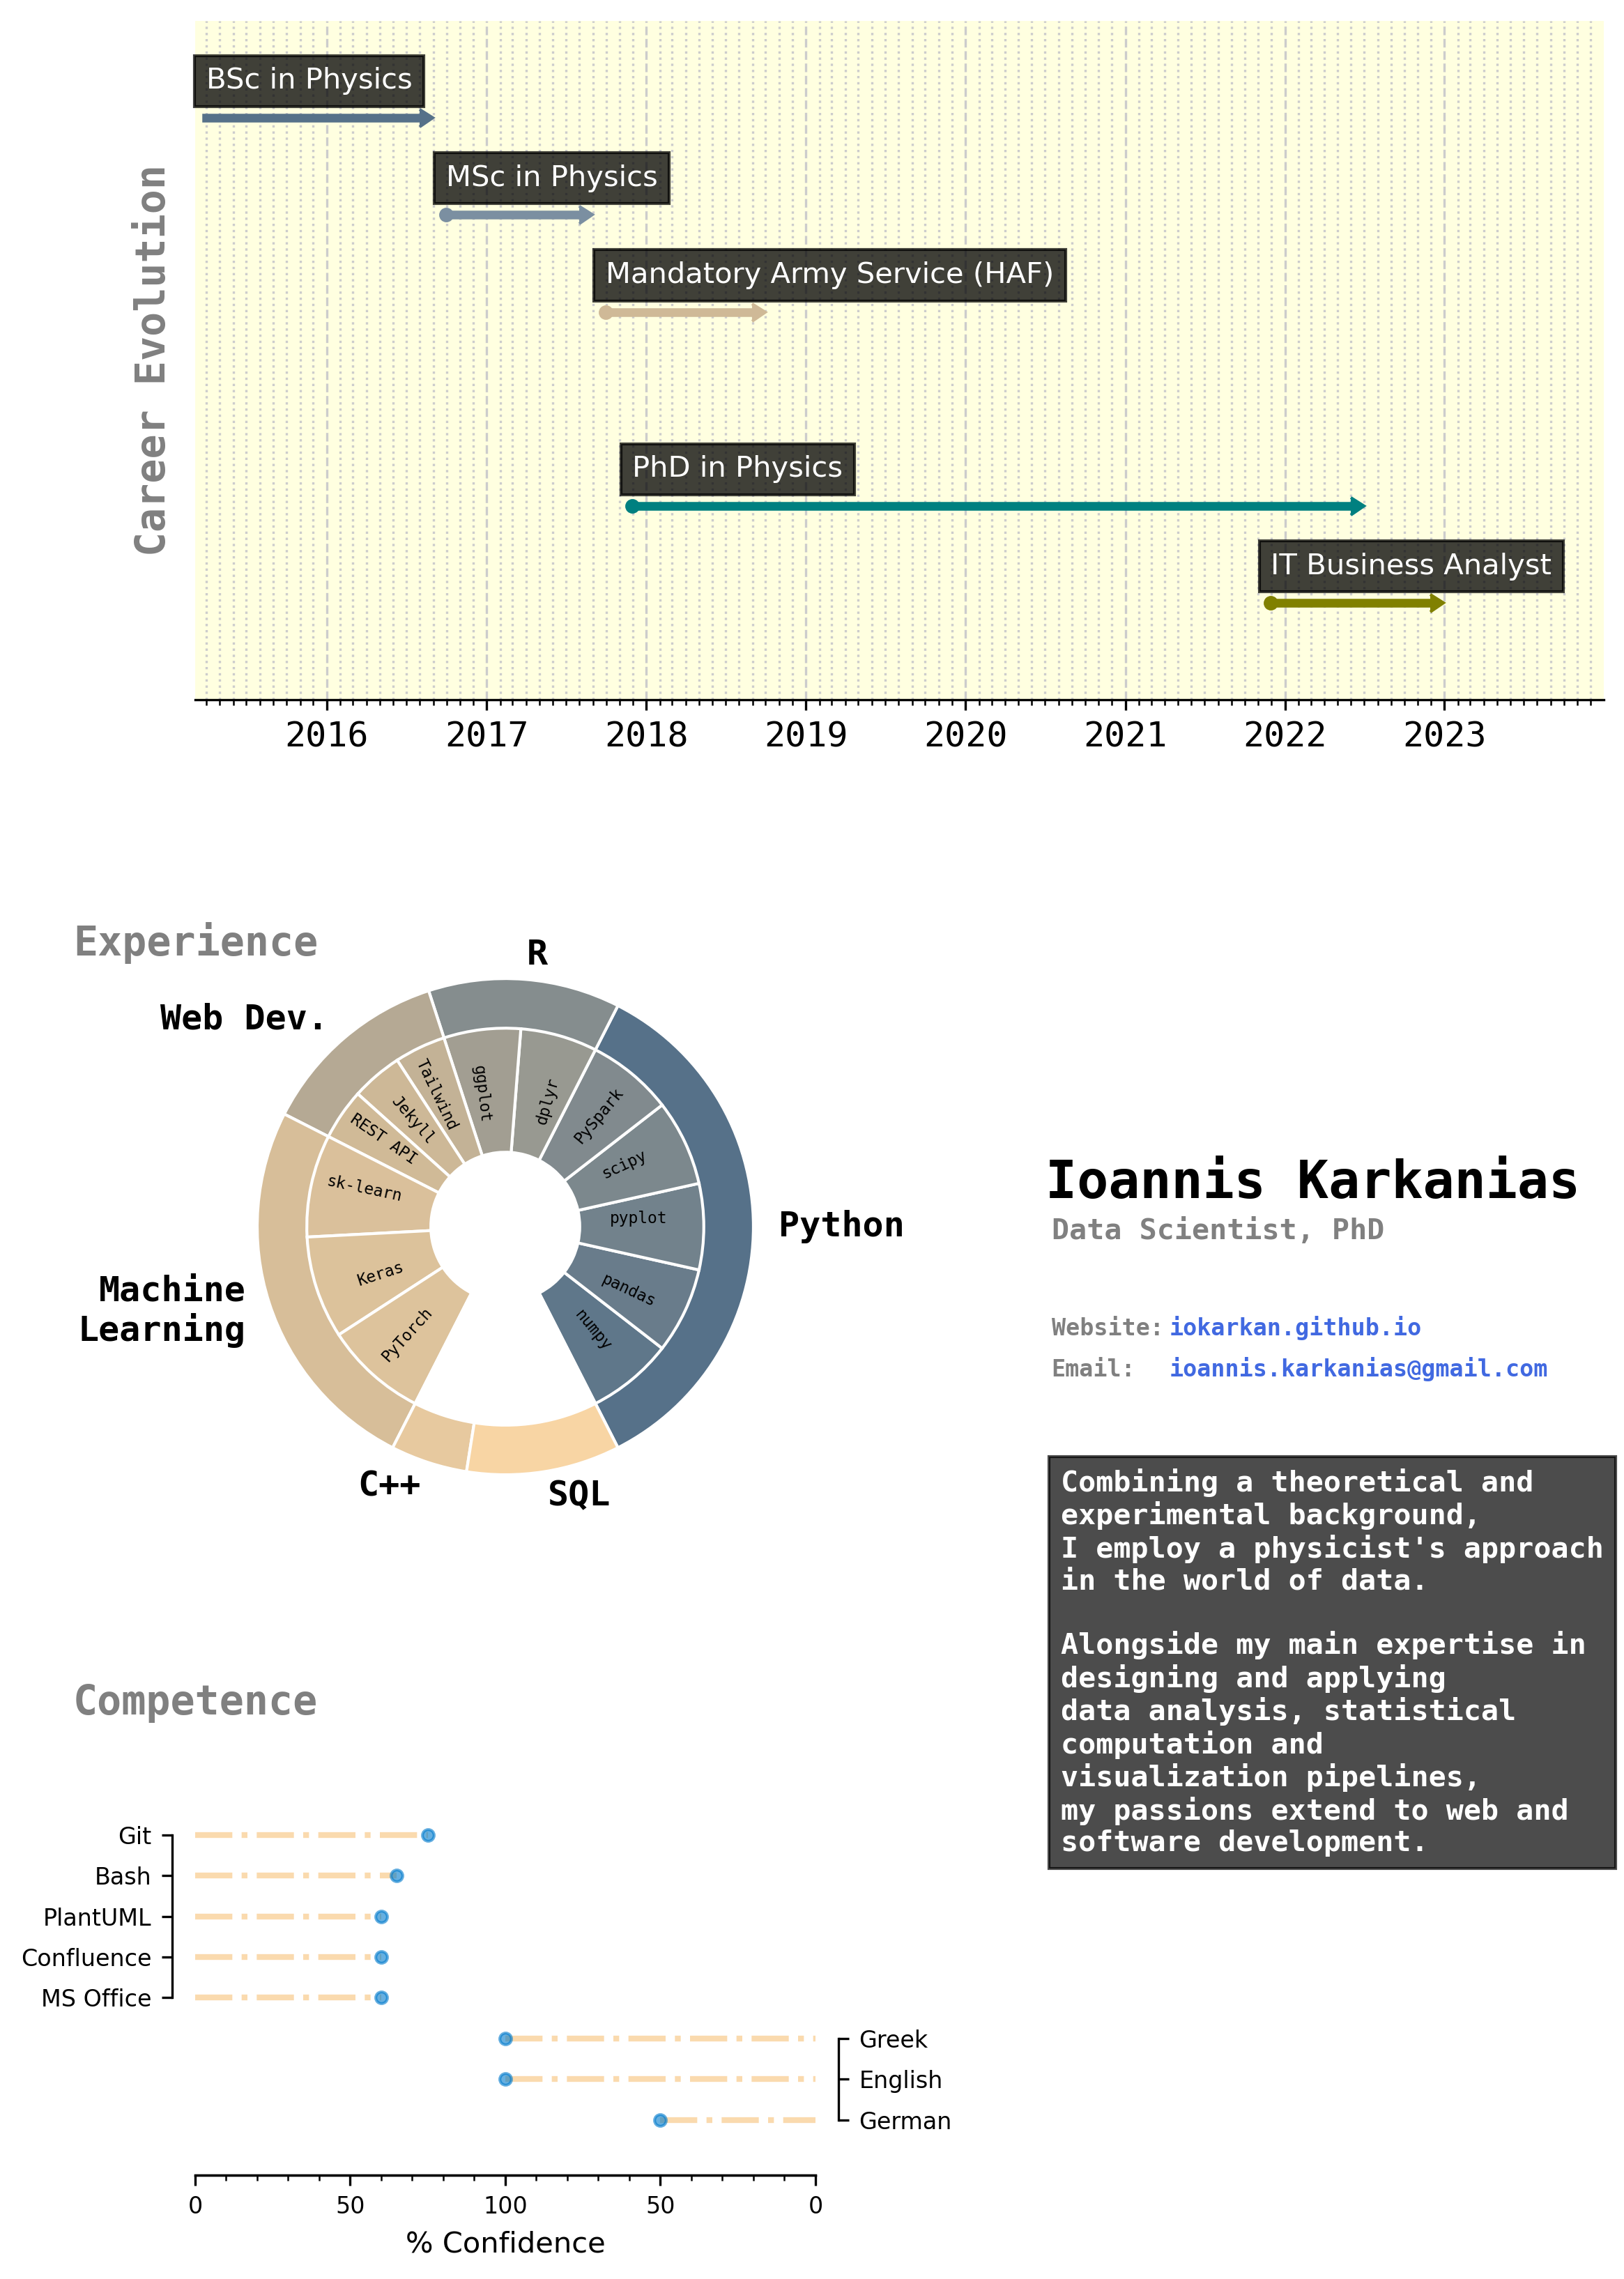 Career Evolution
BSc in Physics
MSc in Physics
Mandatory Army Service (HAF)
PhD in Physics
IT Business Analyst
2016
2017
2018
2019
2020
2021
2022
2023
Experience
R
Web Dev.
Python
Machine
Learning
C++
SQL
Tailwind
Jekyll
REST API
ggplot
dplyr
PySpark
scipy
pyplot
pandas
numpy
sk-learn
Keras
PyTorch
Ioannis Karkanias
Data Scientist, PhD
Website: iokarkan.github.io
Email: ioannis.karkanias@gmail.com
Combining a theoretical and
experimental background,
I employ a physicist's approach
in the world of data.
Alongside my main expertise in
designing and applying
data analysis, statistical
computation and
visualization pipelines,
my passions extend to web and
software development.
Competence
Git
Bash
PlantUML
Confluence
MS Office
Greek
English
German
0
50
100
50
0
% Confidence